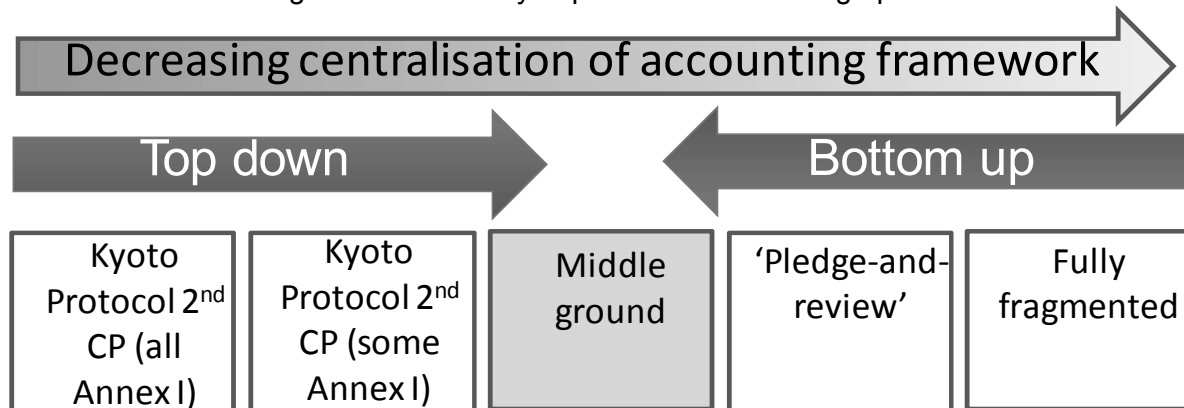 Decreasing centralisation of accounting framework
Top down
Bottom up
Kyoto
Protocol 2nd
CP (all
Annex I)
Kyoto
Protocol 2nd
CP (some
Annex I)
Middle
ground
‘Pledge-and-
review’
Fully
fragmented